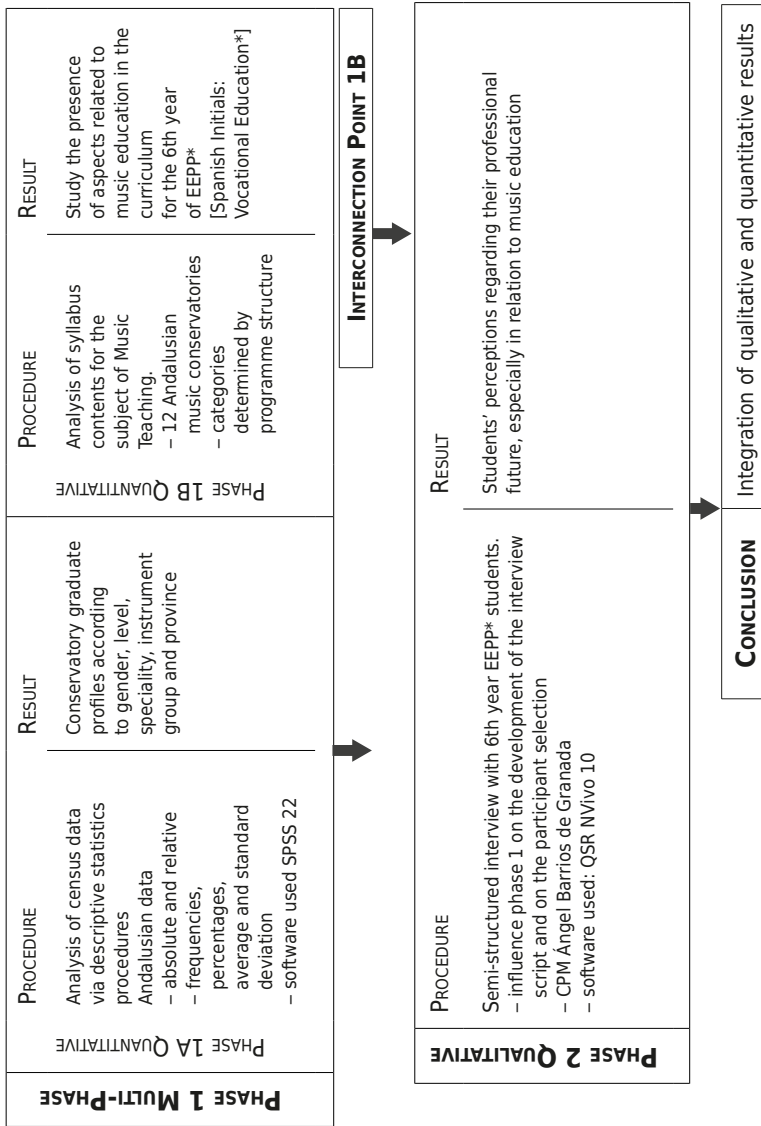 PHASE 1 MULTI-PHASE
PHASE 1A QUANTITATIVE
PROCEDURE
Analysis of census data
via descriptive statistics
procedures
Andalusian data
– absolute and relative
– frequencies,
percentages,
average and standard
deviation
– software used SPSS 22
RESULT
Conservatory graduate
profiles according
to gender, level,
speciality, instrument
group and province
PHASE 1B QUANTITATIVE
PROCEDURE
Analysis of syllabus
contents for the
subject of Music
Teaching.
– 12 Andalusian
music conservatories
– categories
determined by
programme structure
RESULT
Study the presence
of aspects related to
music education in the
curriculum
for the 6th year
of EEPP*
[Spanish Initials:
Vocational Education*]
INTERCONNECTION POINT 1B
PHASE 2 QUALITATIVE
PROCEDURE
Semi-structured interview with 6th year EEPP* students.
– influence phase 1 on the development of the interview
script and on the participant selection
– CPM Ángel Barrios de Granada
– software used: QSR NVivo 10
RESULT
Students’ perceptions regarding their professional
future, especially in relation to music education
CONCLUSION
Integration of qualitative and quantitative results